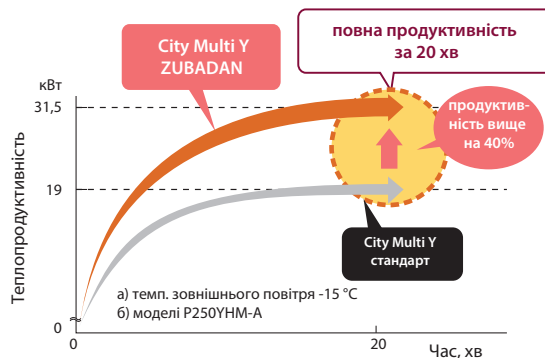 City Multi Y
ZUBADAN
повна продуктивність
за 20 хв
кВт
31,5
продуктив-
ність вище
на 40%
Теплопродуктивність
19
City Multi Y
стандарт
а) темп. зовнішнього повітря -15 °С
б) моделі P250YHM-A
0
0
20
Час, хв